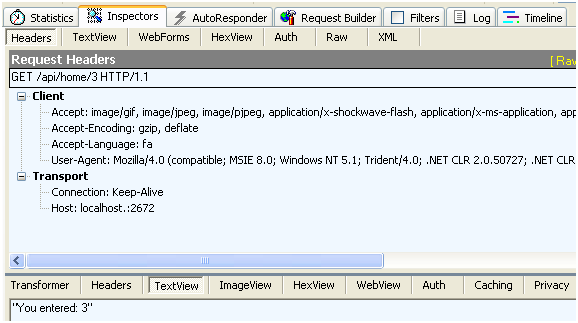 Statistics Inspectors AutoResponder Request Builder Filters Log Timeline
Headers TextView WebForms HexView Auth Raw XML
Request Headers [ Rav
GET /api/home/3 HTTP/1.1
Client
Accept: image/gif, image/jpeg, image/pjpeg, application/x-shockwave-flash, application/x-ms-application, app
Accept-Encoding: gzip, deflate
Accept-Language: fa
User-Agent: Mozilla/4.0 (compatible; MSIE 8.0; Windows NT 5.1; Trident/4.0; .NET CLR 2.0.50727; .NET CLR
Transport
Connection: Keep-Alive
Host: localhost.:2672
Transformer Headers TextView ImageView HexView WebView Auth Caching Privacy
"You entered: 3"